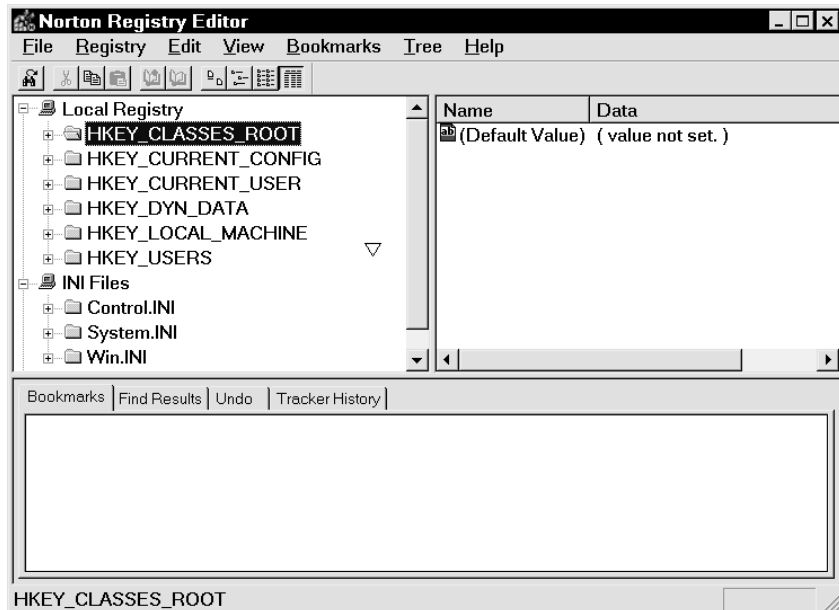 Norton Registry Editor
File Registry Edit View Bookmarks Tree Help
Local Registry
HKEY_CLASSES_ROOT
HKEY_CURRENT_CONFIG
HKEY_CURRENT_USER
HKEY_DYN_DATA
HKEY_LOCAL_MACHINE
HKEY_USERS
INI Files
Control.INI
System.INI
Win.INI
Name Data
ab (Default Value) ( value not set. )
Bookmarks Find Results Undo Tracker History
HKEY_CLASSES_ROOT